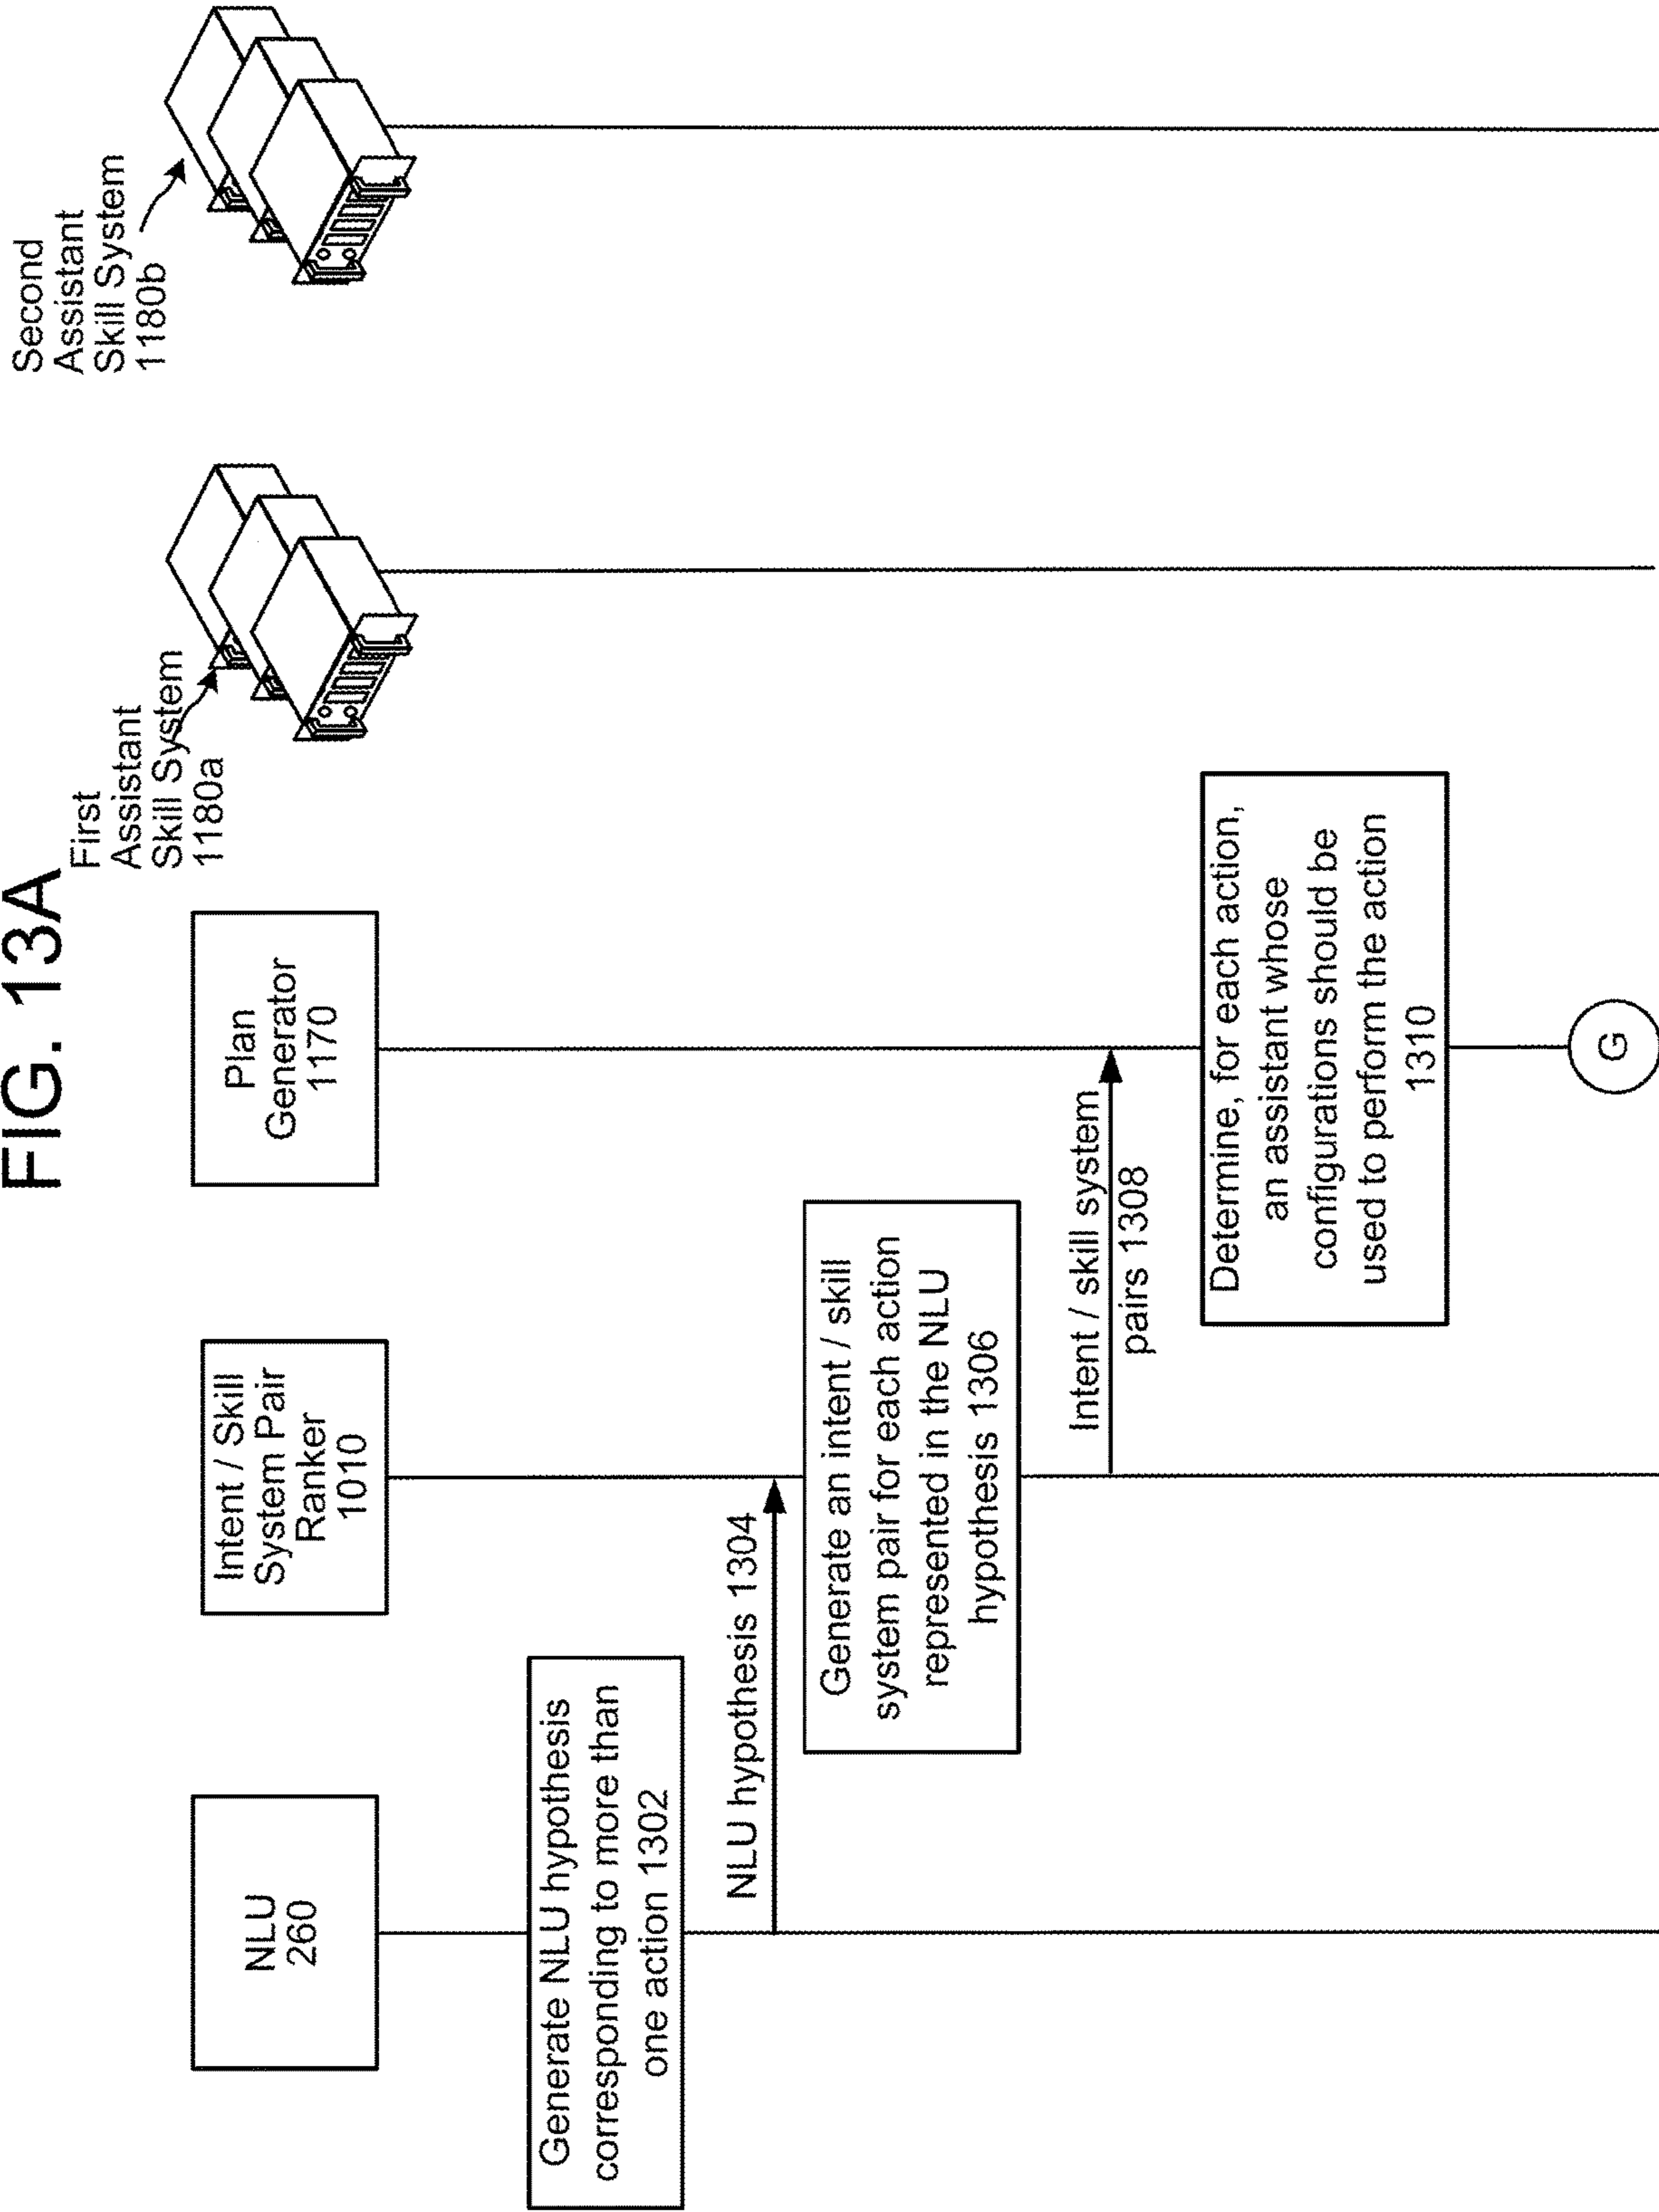 FIG. 13A
NLU
260
Intent / Skill
System Pair
Ranker
1010
Plan
Generator
1170
First
Assistant
Skill System
1180a
Second
Assistant
Skill System
1180b
Generate NLU hypothesis
corresponding to more than
one action 1302
NLU hypothesis 1304
Generate an intent / skill
system pair for each action
represented in the NLU
hypothesis 1306
Intent / skill system
pairs 1308
Determine, for each action,
an assistant whose
configurations should be
used to perform the action
1310
G